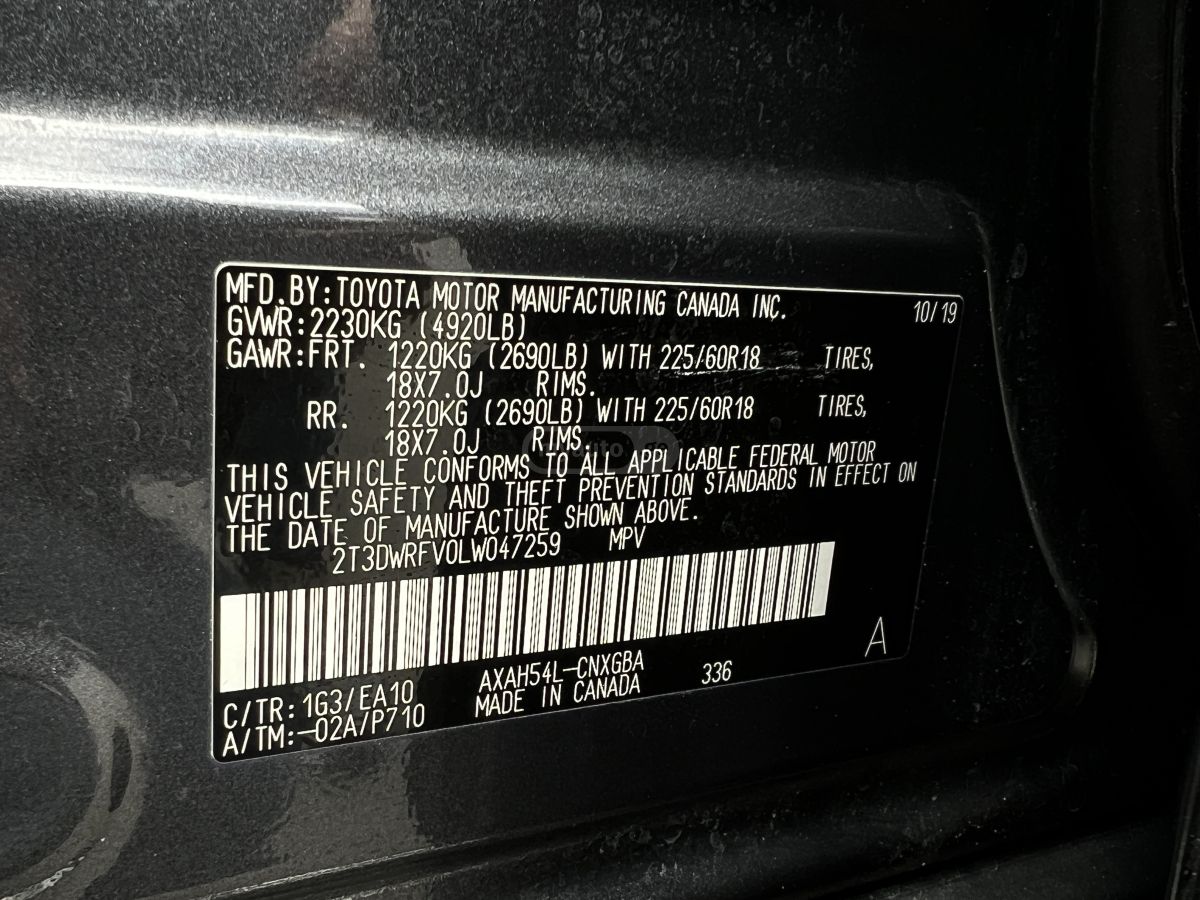 MFD.BY:TOYOTA MOTOR MANUFACTURING CANADA INC. 10/19
GVWR:2230KG (4920LB)
GAWR:FRT. 1220KG (2690LB) WITH 225/60R18 TIRES,
18X7.0J RIMS.
RR. 1220KG (2690LB) WITH 225/60R18 TIRES,
18X7.0J RIMS.
THIS VEHICLE CONFORMS TO ALL APPLICABLE FEDERAL MOTOR
VEHICLE SAFETY AND THEFT PREVENTION STANDARDS IN EFFECT ON
THE DATE OF MANUFACTURE SHOWN ABOVE.
2T3DWRFV0LW047259 MPV
A
AXAH54L-CNXGBA 336
C/TR:1G3/EA10 MADE IN CANADA
A/TM:-02A/P710